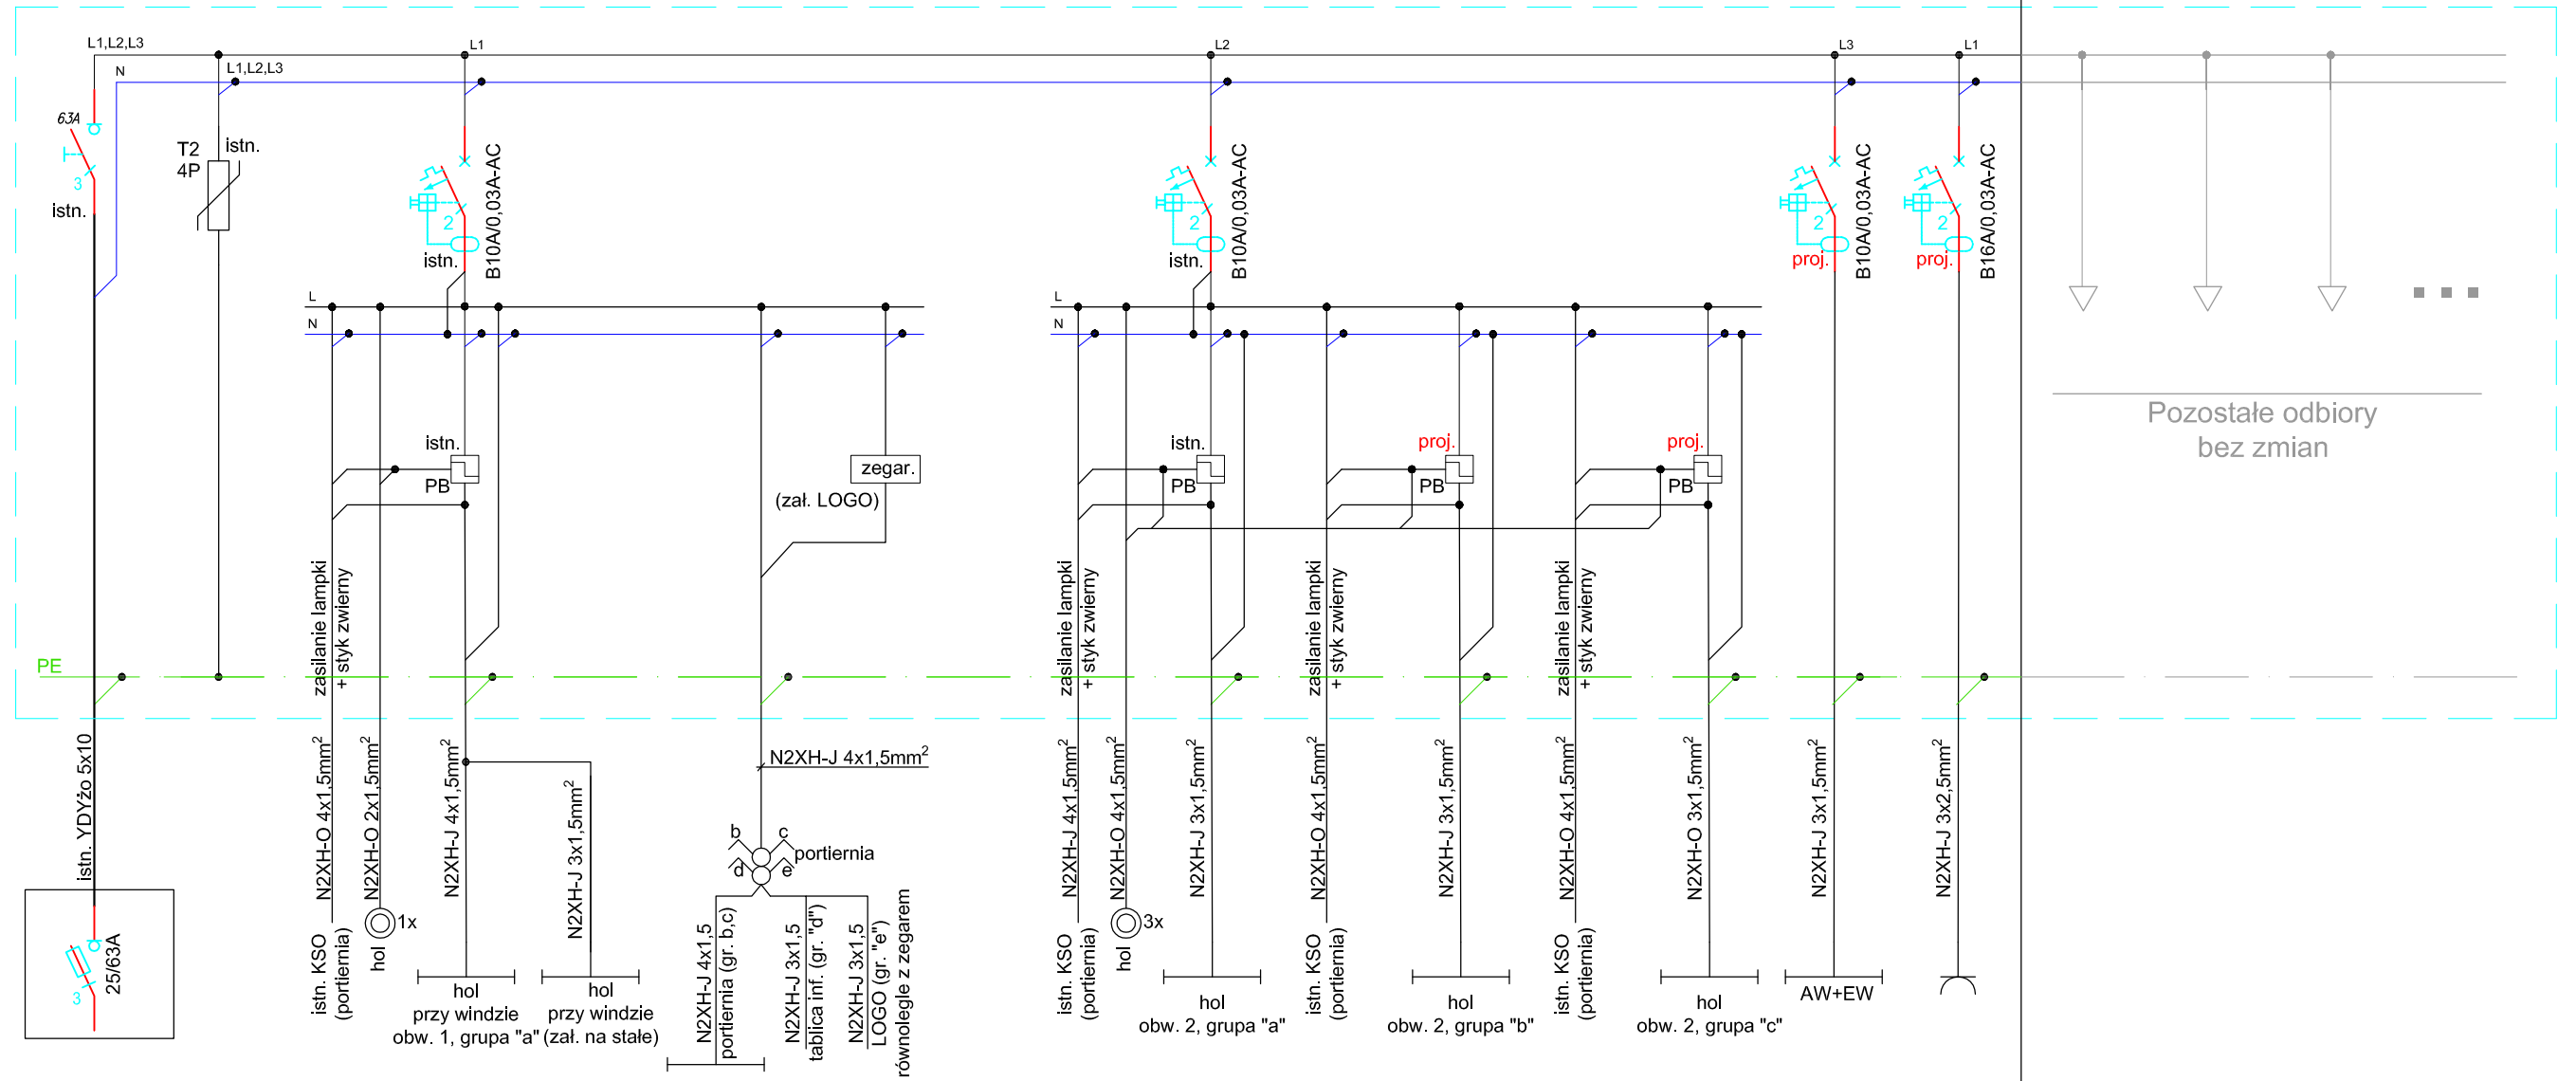 L1,L2,L3
N
L1,L2,L3
L1
L2
L3
L1
63A
3
istn.
T2
4P
istn.
2
istn.
B10A/0,03A-AC
2
istn.
B10A/0,03A-AC
2
proj.
B10A/0,03A-AC
2
proj.
B16A/0,03A-AC
L
N
L
N
istn.
PB
zegar.
(zał. LOGO)
istn.
PB
proj.
PB
proj.
PB
Pozostałe odbiory
bez zmian
zasilanie lampki
+ styk zwierny
zasilanie lampki
+ styk zwierny
zasilanie lampki
+ styk zwierny
zasilanie lampki
+ styk zwierny
PE
istn. YDYżo 5x10
N2XH-O 4x1,5mm²
N2XH-O 2x1,5mm²
N2XH-J 4x1,5mm²
N2XH-J 3x1,5mm²
N2XH-J 4x1,5mm²
N2XH-J 4x1,5mm²
N2XH-O 4x1,5mm²
N2XH-J 3x1,5mm²
N2XH-O 4x1,5mm²
N2XH-J 3x1,5mm²
N2XH-O 4x1,5mm²
N2XH-O 3x1,5mm²
N2XH-J 3x1,5mm²
N2XH-J 3x2,5mm²
b
c
portiernia
d
e
3
25/63A
istn. KSO
(portiernia)
1x
hol
hol
przy windzie
obw. 1, grupa "a"
hol
przy windzie
(zał. na stałe)
N2XH-J 4x1,5
portiernia (gr. b,c)
N2XH-J 3x1,5
tablica inf. (gr. "d")
N2XH-J 3x1,5
LOGO (gr. "e")
równolegle z zegarem
istn. KSO
(portiernia)
3x
hol
hol
obw. 2, grupa "a"
istn. KSO
(portiernia)
hol
obw. 2, grupa "b"
istn. KSO
(portiernia)
hol
obw. 2, grupa "c"
AW+EW